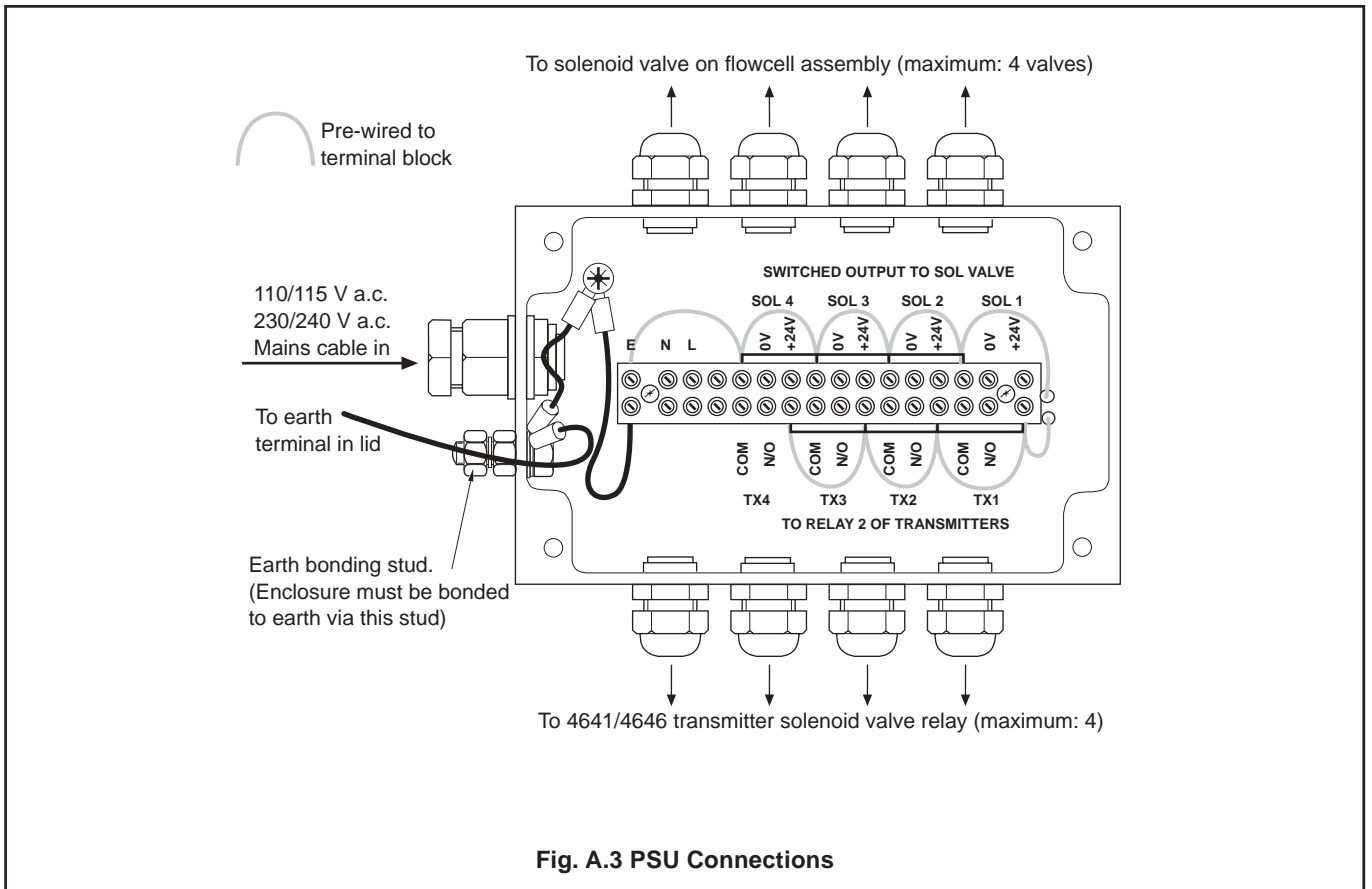 To solenoid valve on flowcell assembly (maximum: 4 valves)
Pre-wired to
terminal block
110/115 V a.c.
230/240 V a.c.
Mains cable in
To earth
terminal in lid
Earth bonding stud.
(Enclosure must be bonded
to earth via this stud)
SWITCHED OUTPUT TO SOL VALVE
SOL 4 SOL 3 SOL 2 SOL 1
E N L 0V +24V 0V +24V 0V +24V 0V +24V
COM N/O COM N/O COM N/O COM N/O
TX4 TX3 TX2 TX1
TO RELAY 2 OF TRANSMITTERS
To 4641/4646 transmitter solenoid valve relay (maximum: 4)
Fig. A.3 PSU Connections